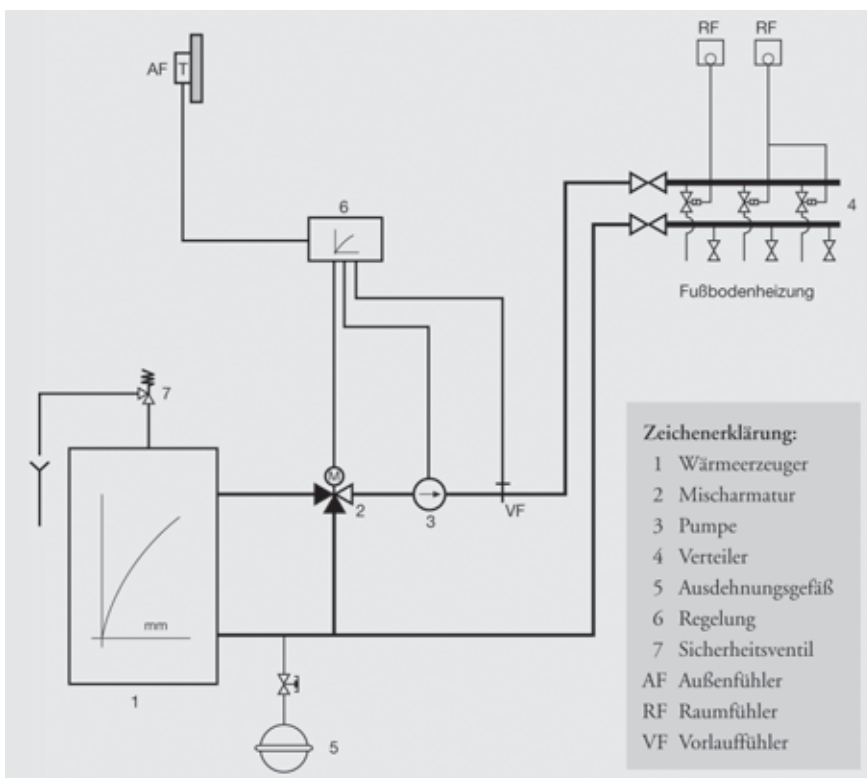 RF RF
AF T
6
4
Fußbodenheizung
7
M
2
3
VF
mm
1
5
Zeichenerklärung:
1 Wärmeerzeuger
2 Mischarmatur
3 Pumpe
4 Verteiler
5 Ausdehnungsgefäß
6 Regelung
7 Sicherheitsventil
AF Außenfühler
RF Raumfühler
VF Vorlauffühler